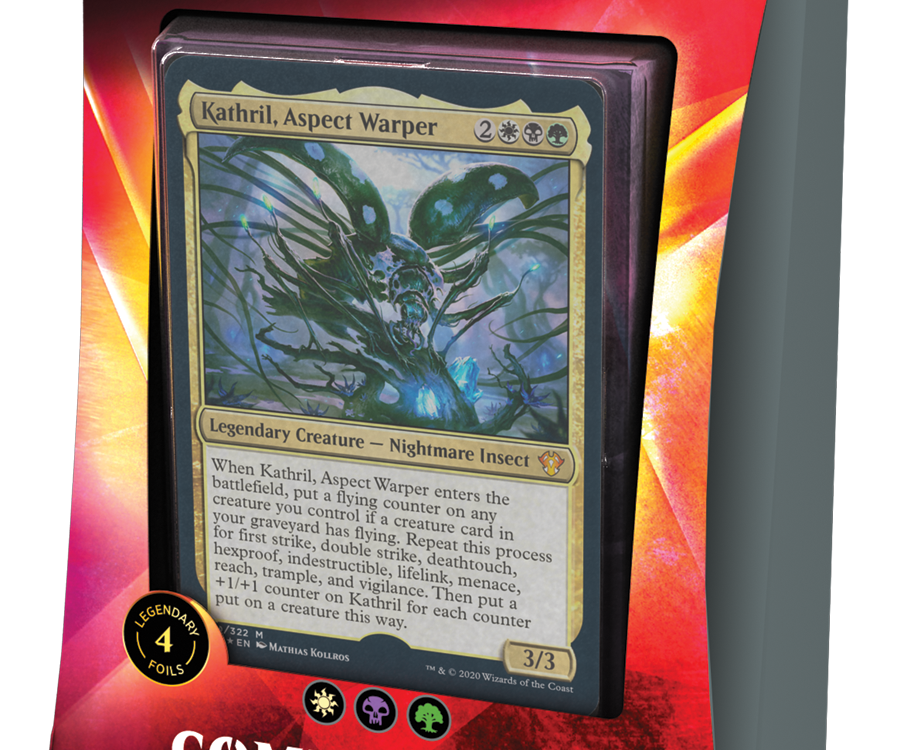 Kathril, Aspect Warper
2
Legendary Creature — Nightmare Insect
When Kathril, Aspect Warper enters the
battlefield, put a flying counter on any
creature you control if a creature card in
your graveyard has flying. Repeat this process
for first strike, double strike, deathtouch,
hexproof, indestructible, lifelink, menace,
reach, trample, and vigilance. Then put a
+1/+1 counter on Kathril for each counter
put on a creature this way.
3/3
/322 M
★ EN Mathias Kollros
™ & © 2020 Wizards of the Coast
LEGENDARY
4
FOILS